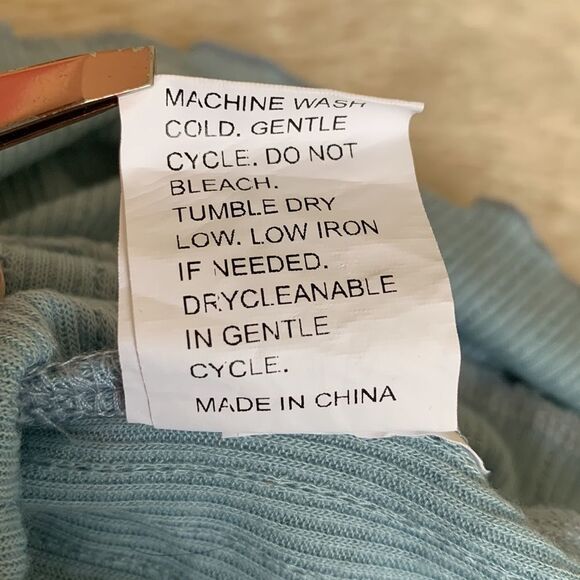 MACHINE WASH
COLD. GENTLE
CYCLE. DO NOT
BLEACH.
TUMBLE DRY
LOW. LOW IRON
IF NEEDED.
DRYCLEANABLE
IN GENTLE
CYCLE.
MADE IN CHINA